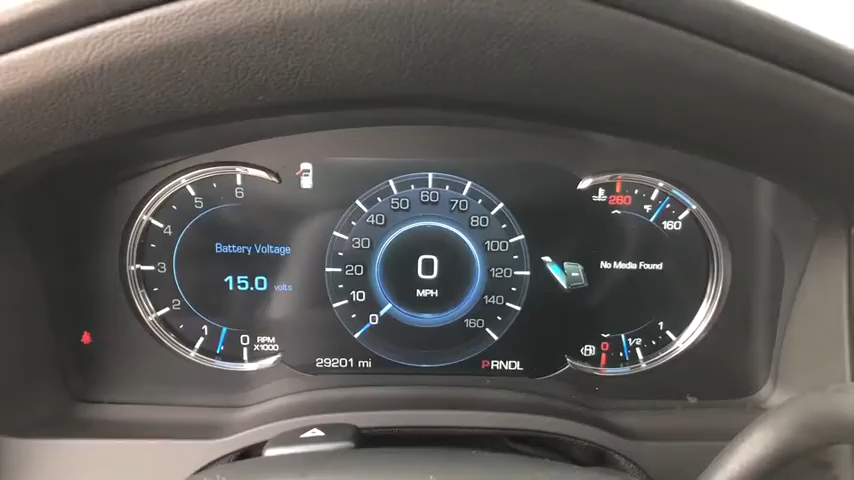 6
5
4
3
2
1
0
RPM
X1000
Battery Voltage
15.0 volts
0
10
20
30
40
50
60
70
80
100
120
140
160
0
MPH
29201 mi
PRNDL
260
°F
160
No Media Found
0
1/2
1